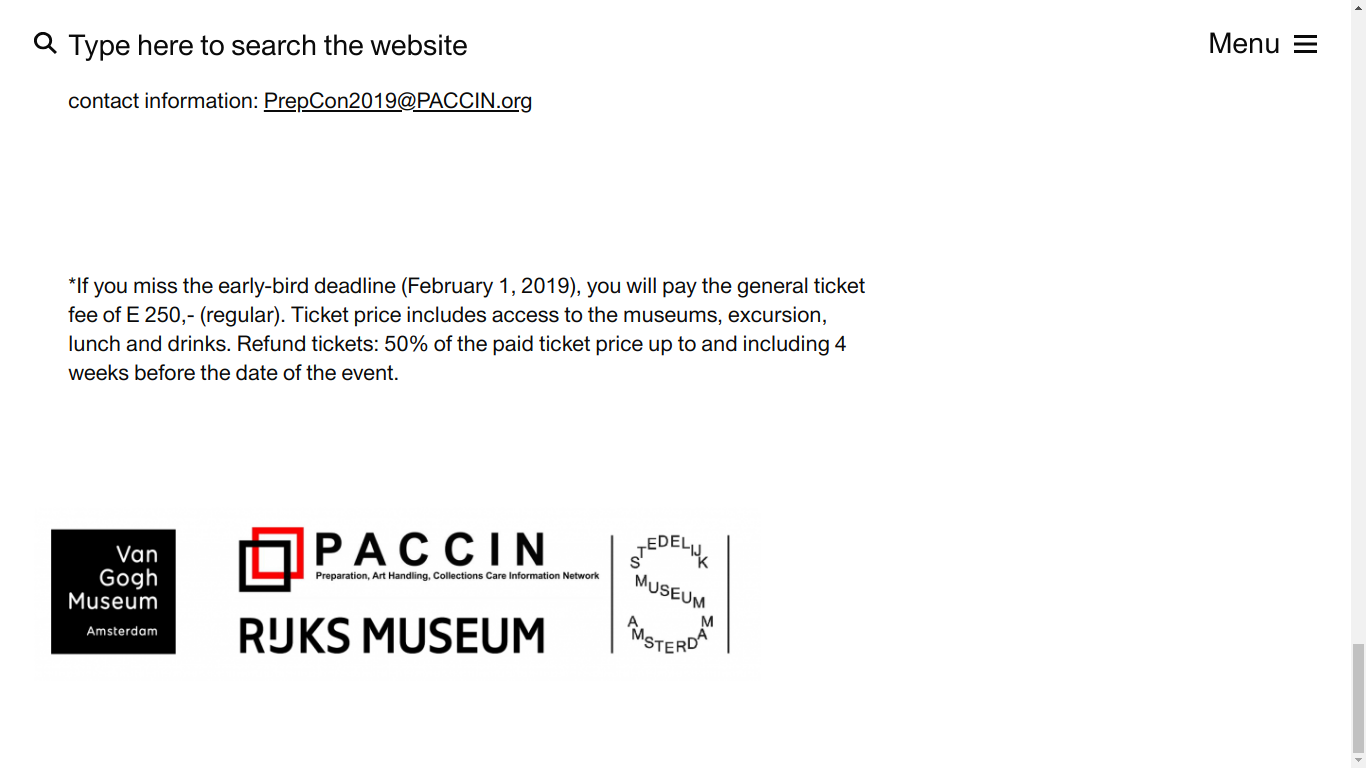 Type here to search the website
Menu
contact information: PrepCon2019@PACCIN.org
*If you miss the early-bird deadline (February 1, 2019), you will pay the general ticket
fee of E 250,- (regular). Ticket price includes access to the museums, excursion,
lunch and drinks. Refund tickets: 50% of the paid ticket price up to and including 4
weeks before the date of the event.
Van
Gogh
Museum
Amsterdam
PACCIN
Preparation, Art Handling, Collections Care Information Network
RIJKS MUSEUM
STEDELIJK
MUSEUM
AMSTERDAM